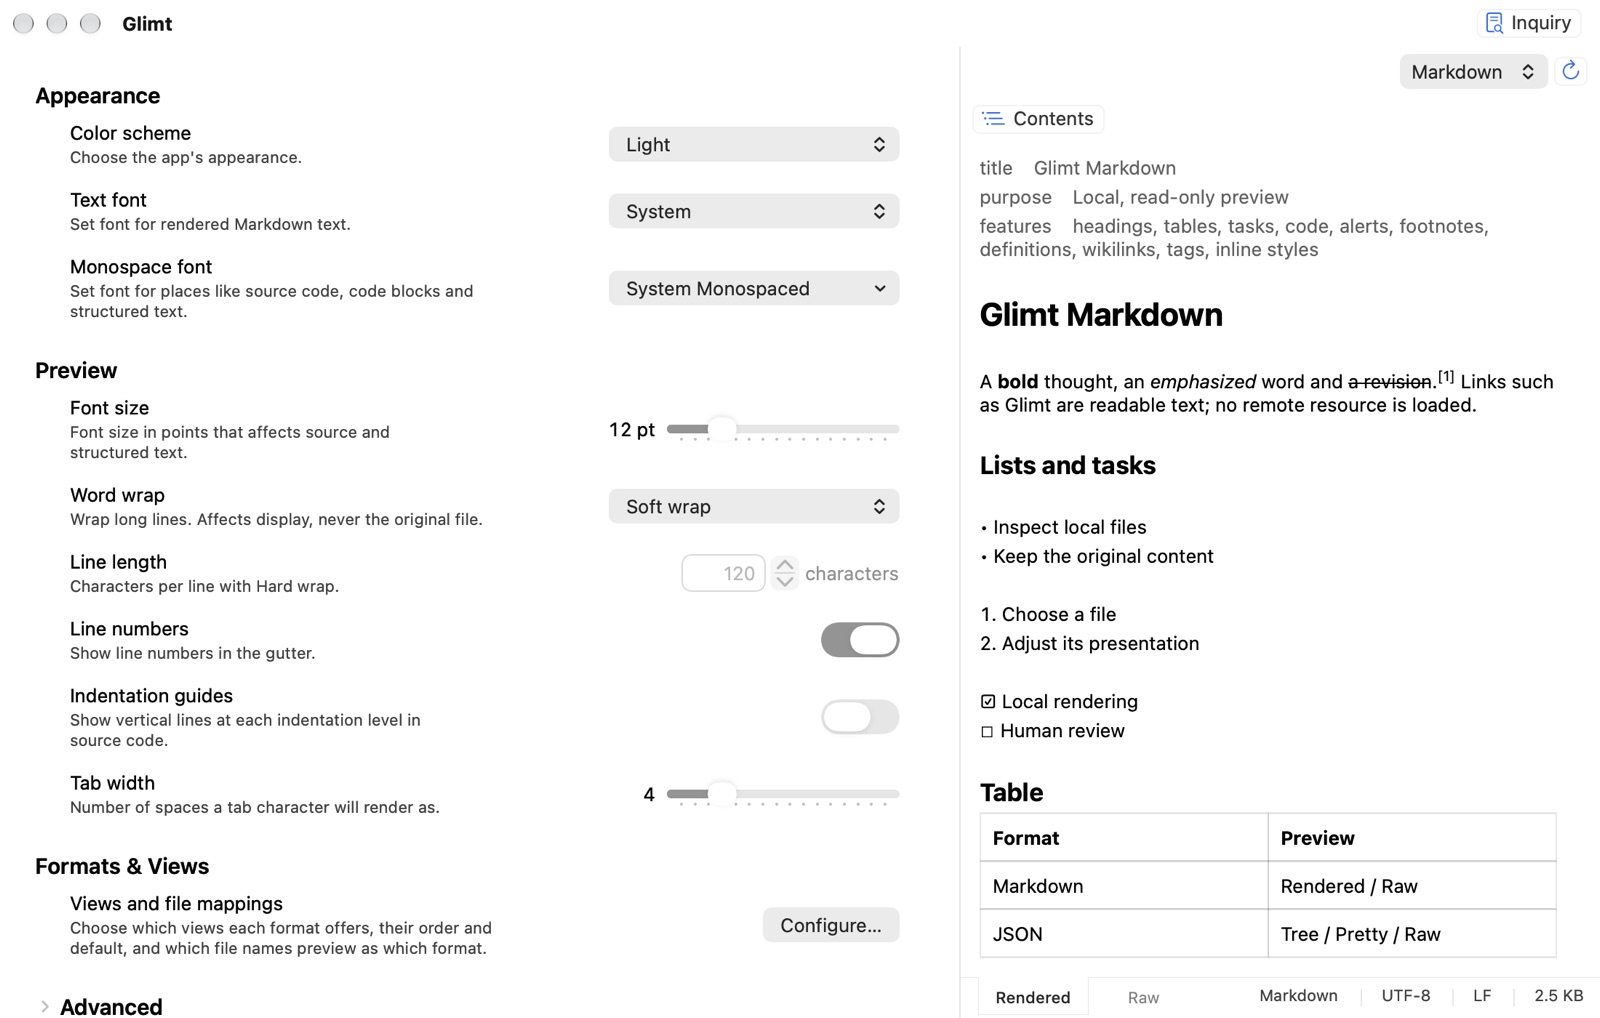 Glimt
Inquiry
Appearance
Color scheme
Choose the app's appearance.
Light
Text font
Set font for rendered Markdown text.
System
Monospace font
Set font for places like source code, code blocks and
structured text.
System Monospaced
Preview
Font size
Font size in points that affects source and
structured text.
12 pt
Word wrap
Wrap long lines. Affects display, never the original file.
Soft wrap
Line length
Characters per line with Hard wrap.
120
characters
Line numbers
Show line numbers in the gutter.
Indentation guides
Show vertical lines at each indentation level in
source code.
Tab width
Number of spaces a tab character will render as.
4
Formats & Views
Views and file mappings
Choose which views each format offers, their order and
default, and which file names preview as which format.
Configure...
Advanced
Markdown
Contents
title Glimt Markdown
purpose Local, read-only preview
features headings, tables, tasks, code, alerts, footnotes,
definitions, wikilinks, tags, inline styles
Glimt Markdown
A bold thought, an emphasized word and a revision.[1] Links such
as Glimt are readable text; no remote resource is loaded.
Lists and tasks
• Inspect local files
• Keep the original content
1. Choose a file
2. Adjust its presentation
☑ Local rendering
☐ Human review
Table
Format Preview
Markdown Rendered / Raw
JSON Tree / Pretty / Raw
Rendered Raw Markdown UTF-8 LF 2.5 KB